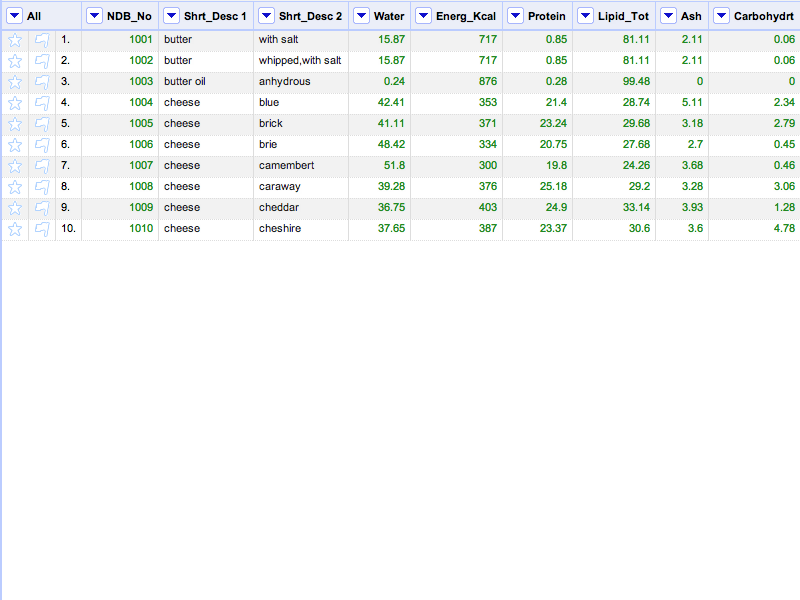 All NDB_No Shrt_Desc 1 Shrt_Desc 2 Water Energ_Kcal Protein Lipid_Tot Ash Carbohydrt
1. 1001 butter with salt 15.87 717 0.85 81.11 2.11 0.06
2. 1002 butter whipped,with salt 15.87 717 0.85 81.11 2.11 0.06
3. 1003 butter oil anhydrous 0.24 876 0.28 99.48 0 0
4. 1004 cheese blue 42.41 353 21.4 28.74 5.11 2.34
5. 1005 cheese brick 41.11 371 23.24 29.68 3.18 2.79
6. 1006 cheese brie 48.42 334 20.75 27.68 2.7 0.45
7. 1007 cheese camembert 51.8 300 19.8 24.26 3.68 0.46
8. 1008 cheese caraway 39.28 376 25.18 29.2 3.28 3.06
9. 1009 cheese cheddar 36.75 403 24.9 33.14 3.93 1.28
10. 1010 cheese cheshire 37.65 387 23.37 30.6 3.6 4.78